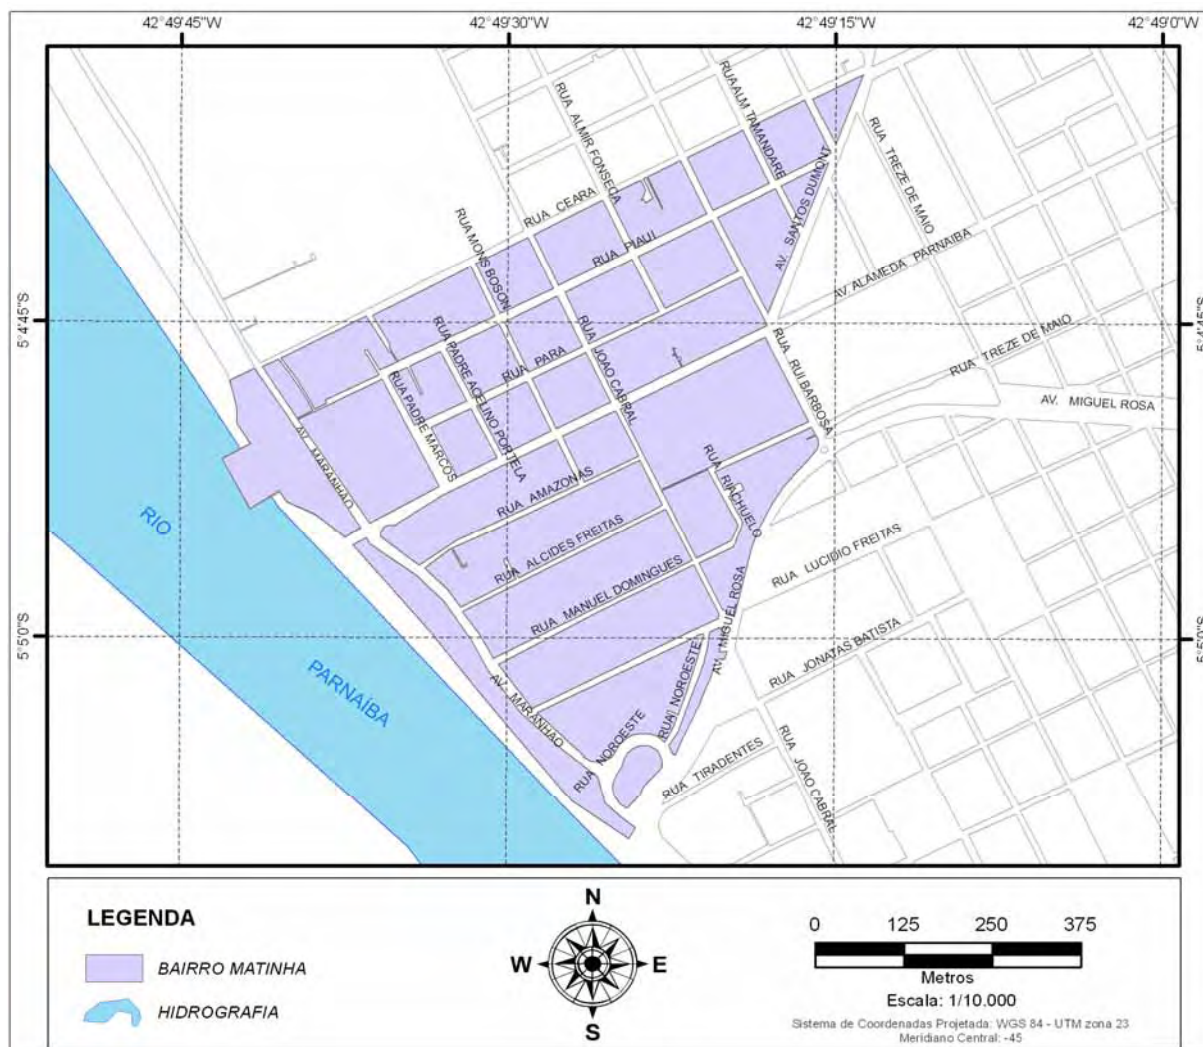 42°49'45"W
42°49'30"W
42°49'15"W
42°49'0"W
RUA ALMIR FONSECA
RUA ALM TAMANDARE
RUA TREZE DE MAIO
RUA CEARA
RUA MONS BOSON
RUA PIAUI
AV. SANTOS DUMONT
AV ALAMEDA PARNAIBA
5°4'45"S
5°4'45"S
RUA PADRE ACELINO PORTELA
RUA PARA
RUA JOAO CABRAL
RUA RUI BARBOSA
RUA TREZE DE MAIO
RUA PADRE MARCOS
AV. MIGUEL ROSA
AV. MARANHAO
RUA AMAZONAS
RUA RIACHUELO
RIO
RUA ALCIDES FREITAS
RUA LUCIDIO FREITAS
RUA MANUEL DOMINGUES
AV. MIGUEL ROSA
5°5'0"S
5°5'0"S
PARNAÍBA
AV. MARANHAO
RUA NOROESTE
RUA JONATAS BATISTA
RUA NOROESTE
RUA TIRADENTES
RUA JOAO CABRAL
LEGENDA
BAIRRO MATINHA
HIDROGRAFIA
N
W
E
S
0 125 250 375
Metros
Escala: 1/10.000
Sistema de Coordenadas Projetada: WGS 84 - UTM zona 23
Meridiano Central: -45